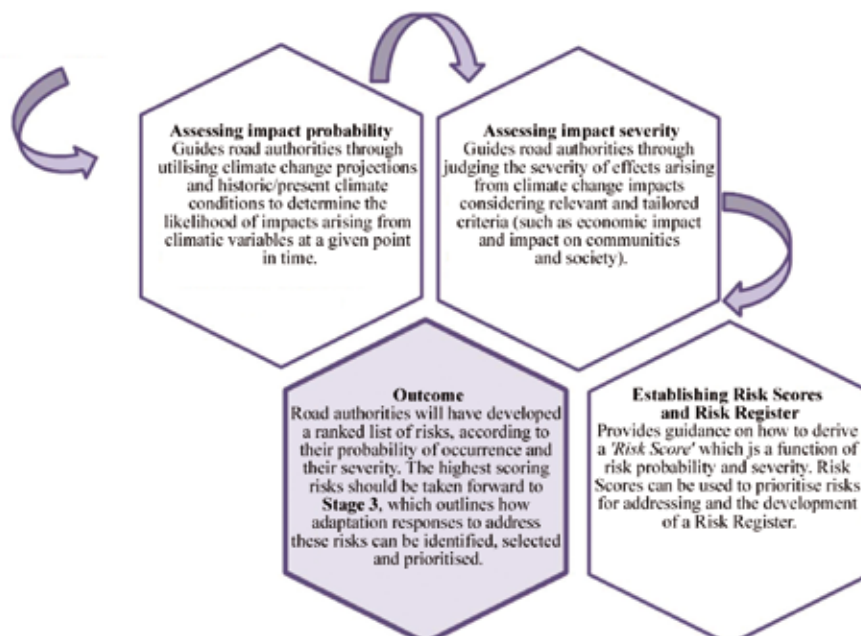 Assessing impact probability
Guides road authorities through
utilising climate change projections
and historic/present climate
conditions to determine the
likelihood of impacts arising from
climatic variables at a given point
in time.
Assessing impact severity
Guides road authorities through
judging the severity of effects arising
from climate change impacts
considering relevant and tailored
criteria (such as economic impact
and impact on communities
and society).
Outcome
Road authorities will have developed
a ranked list of risks, according to
their probability of occurrence and
their severity. The highest scoring
risks should be taken forward to
Stage 3, which outlines how
adaptation responses to address
these risks can be identified, selected
and prioritised.
Establishing Risk Scores
and Risk Register
Provides guidance on how to derive
a 'Risk Score' which js a function of
risk probability and severity. Risk
Scores can be used to prioritise risks
for addressing and the development
of a Risk Register.